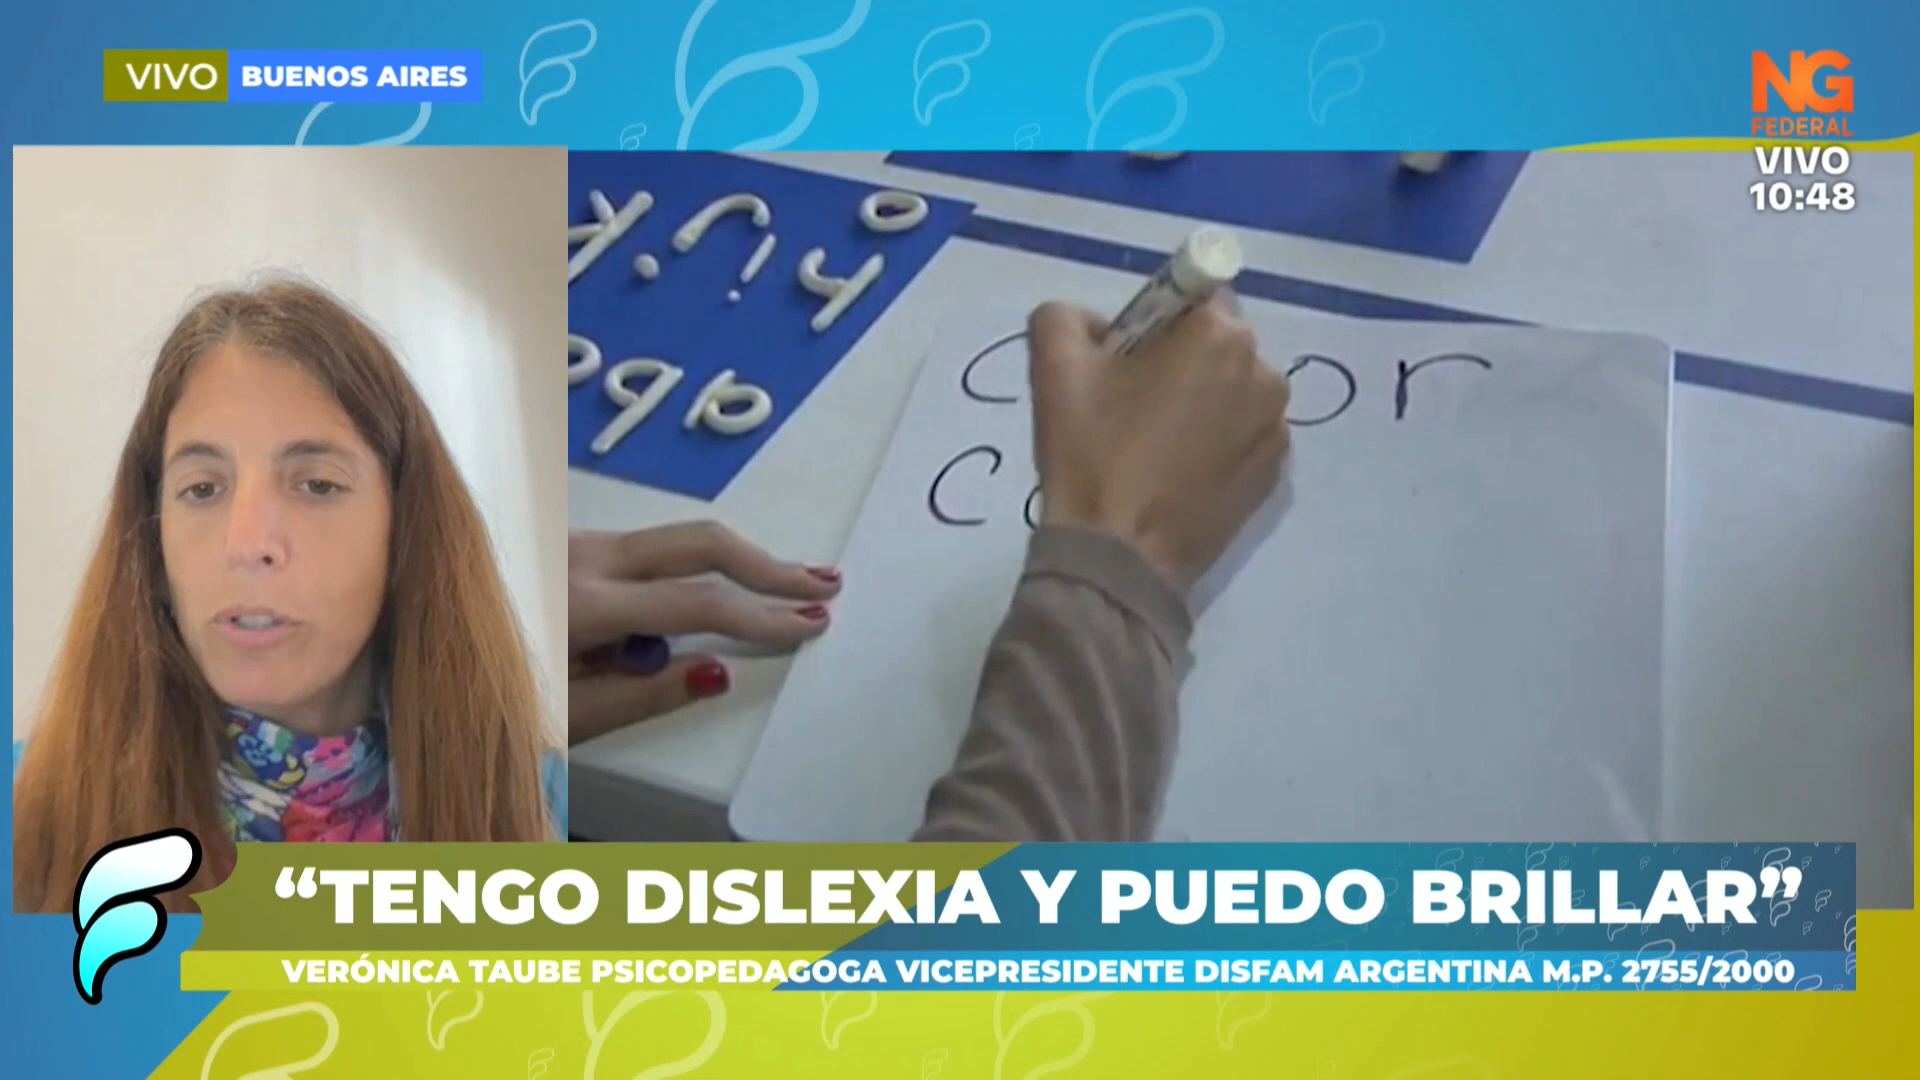 VIVO BUENOS AIRES
NG
FEDERAL
VIVO
10:48
“TENGO DISLEXIA Y PUEDO BRILLAR”
VERÓNICA TAUBE PSICOPEDAGOGA VICEPRESIDENTE DISFAM ARGENTINA M.P. 2755/2000